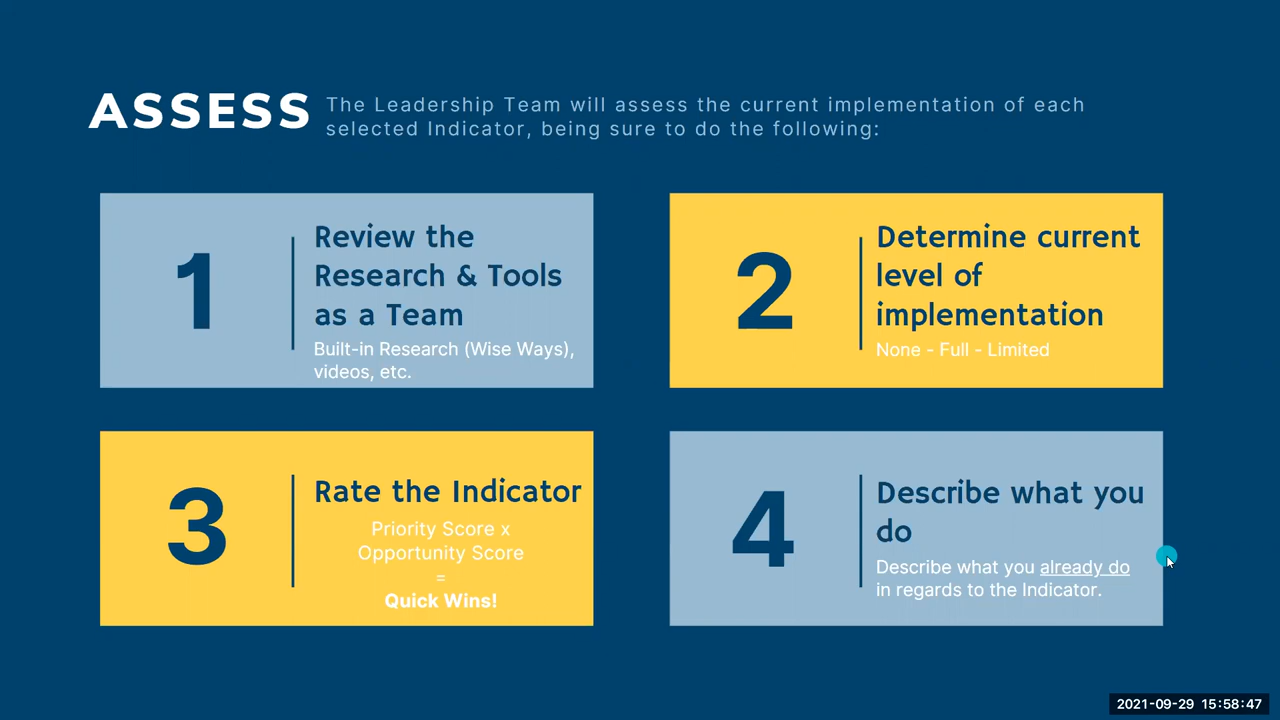 ASSESS
The Leadership Team will assess the current implementation of each
selected Indicator, being sure to do the following:
1
Review the
Research & Tools
as a Team
Built-in Research (Wise Ways),
videos, etc.
2
Determine current
level of
implementation
None - Full - Limited
3
Rate the Indicator
Priority Score x
Opportunity Score
=
Quick Wins!
4
Describe what you
do
Describe what you already do
in regards to the Indicator.
2021-09-29 15:58:47